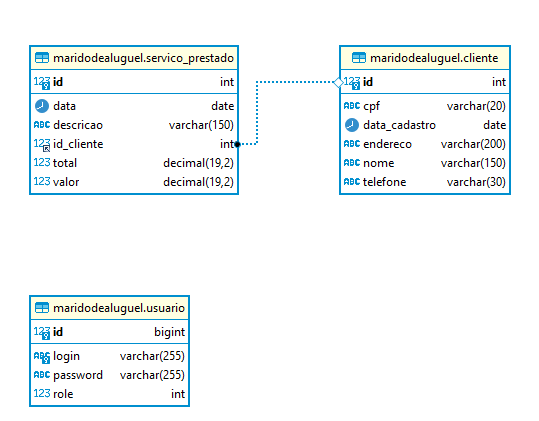 maridodealuguel.servico_prestado
123 id int
data date
ABC descricao varchar(150)
123 id_cliente int
123 total decimal(19,2)
123 valor decimal(19,2)
maridodealuguel.cliente
123 id int
ABC cpf varchar(20)
data_cadastro date
ABC endereco varchar(200)
ABC nome varchar(150)
ABC telefone varchar(30)
maridodealuguel.usuario
123 id bigint
ABC login varchar(255)
ABC password varchar(255)
123 role int